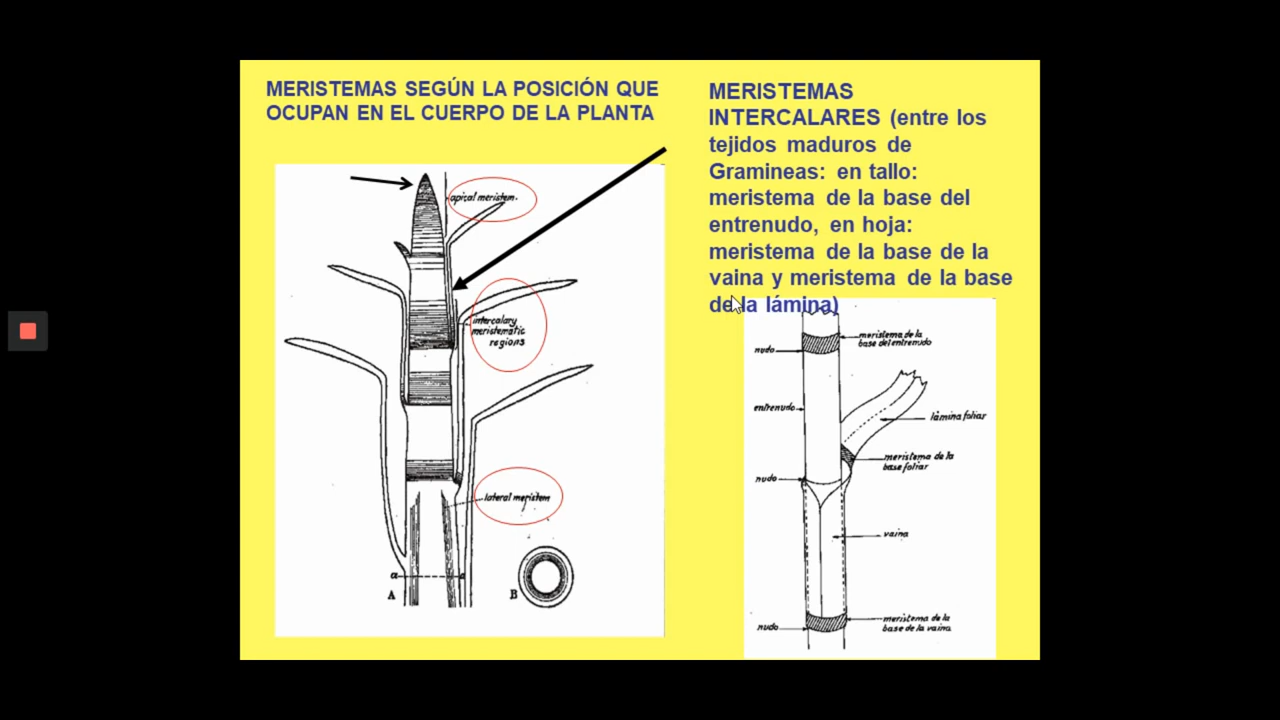 MERISTEMAS SEGÚN LA POSICIÓN QUE
OCUPAN EN EL CUERPO DE LA PLANTA
apical meristem.
intercalary
meristematic
regions
lateral meristem
a
A
B
MERISTEMAS
INTERCALARES (entre los
tejidos maduros de
Gramineas: en tallo:
meristema de la base del
entrenudo, en hoja:
meristema de la base de la
vaina y meristema de la base
de la lámina)
meristema de la
base del entrenudo
nudo
entrenudo
lámina foliar
meristema de la
base foliar
nudo
vaina
meristema de la
base de la vaina
nudo